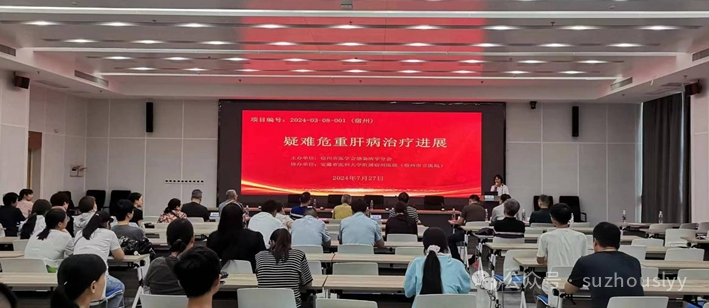 项目编号：2024-03-09-001（宿州）
疑难危重肝病治疗进展
主办单位：宿州市医学会感染病学分会
2024年7月27日
公众号 · suzhouslyy